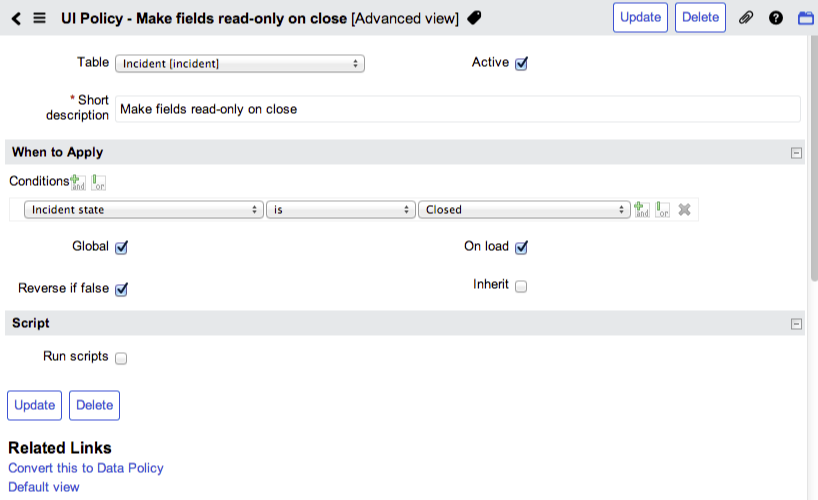 UI Policy - Make fields read-only on close [Advanced view]
Update
Delete
Table
Incident [incident]
Active
* Short
description
Make fields read-only on close
When to Apply
Conditions
and
or
Incident state
is
Closed
and
or
Global
On load
Reverse if false
Inherit
Script
Run scripts
Update
Delete
Related Links
Convert this to Data Policy
Default view